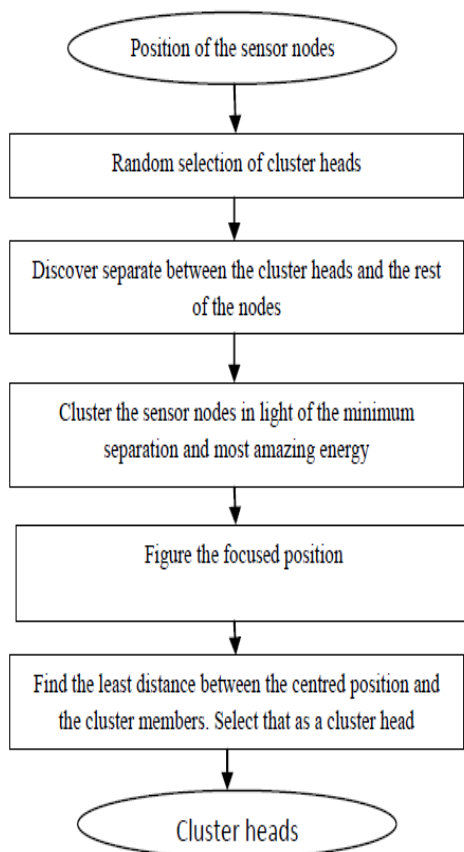 Position of the sensor nodes
Random selection of cluster heads
Discover separate between the cluster heads and the rest
of the nodes
Cluster the sensor nodes in light of the minimum
separation and most amazing energy
Figure the focused position
Find the least distance between the centred position and
the cluster members. Select that as a cluster head
Cluster heads